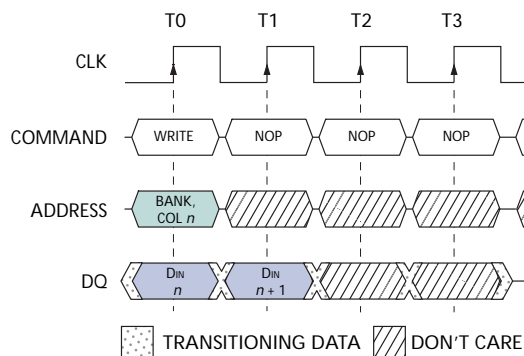 T0 T1 T2 T3
CLK
COMMAND WRITE NOP NOP NOP
ADDRESS BANK, COL n
DQ DIN n DIN n + 1
TRANSITIONING DATA DON'T CARE